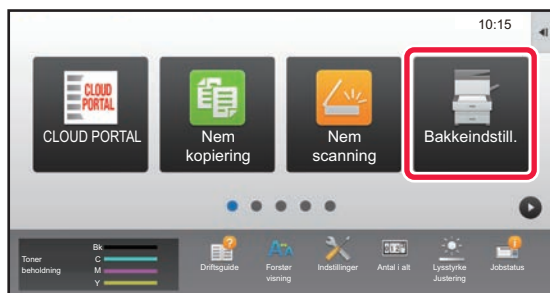 10:15
CLOUD
PORTAL
CLOUD PORTAL
Nem
kopiering
Nem
scanning
Bakkeindstill.
Toner
beholdning
Bk
C
M
Y
Driftsguide
Forstør
visning
Indstillinger
Antal i alt
Lysstyrke
Justering
Jobstatus